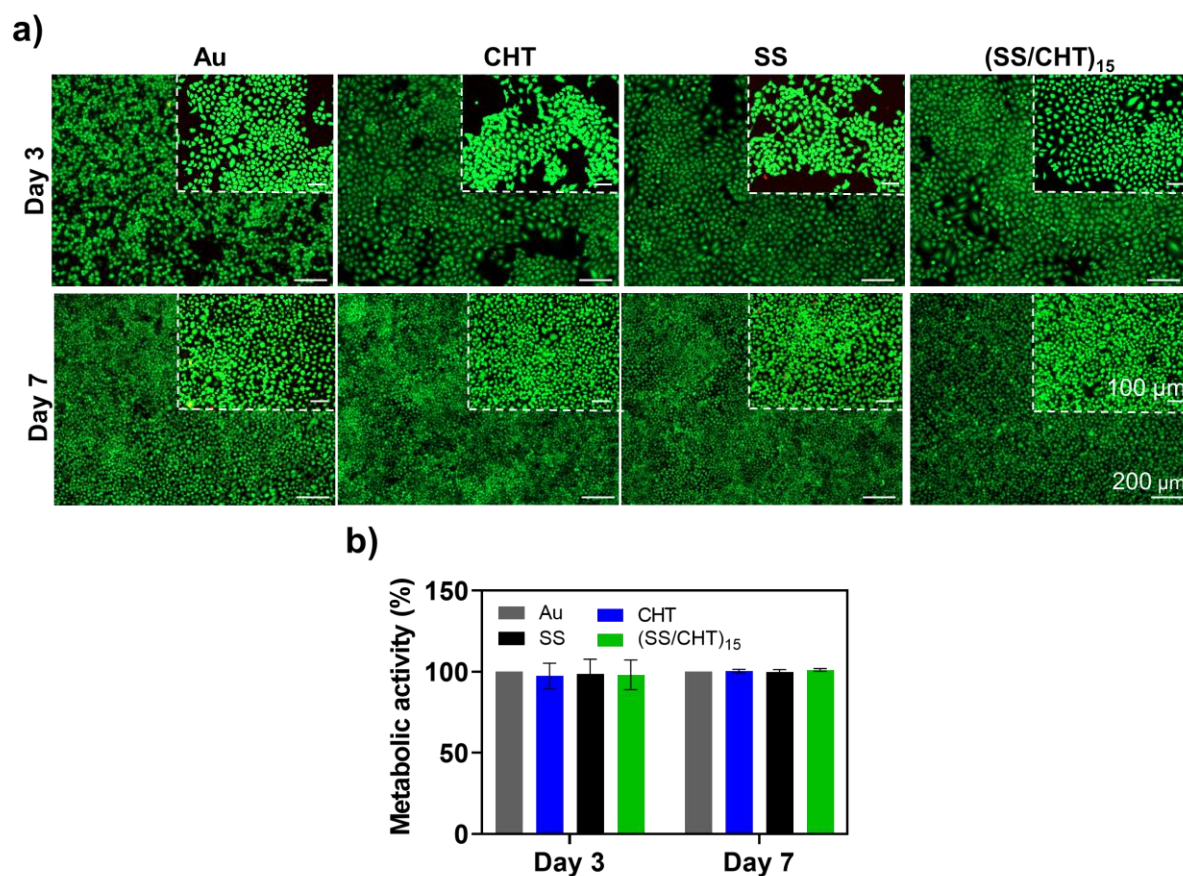 a)
Au CHT SS (SS/CHT)₁₅
Day 3
Day 7
100 µm
200 µm
b)
Metabolic activity (%)
150
100
50
0
Au CHT
SS (SS/CHT)₁₅
Day 3 Day 7